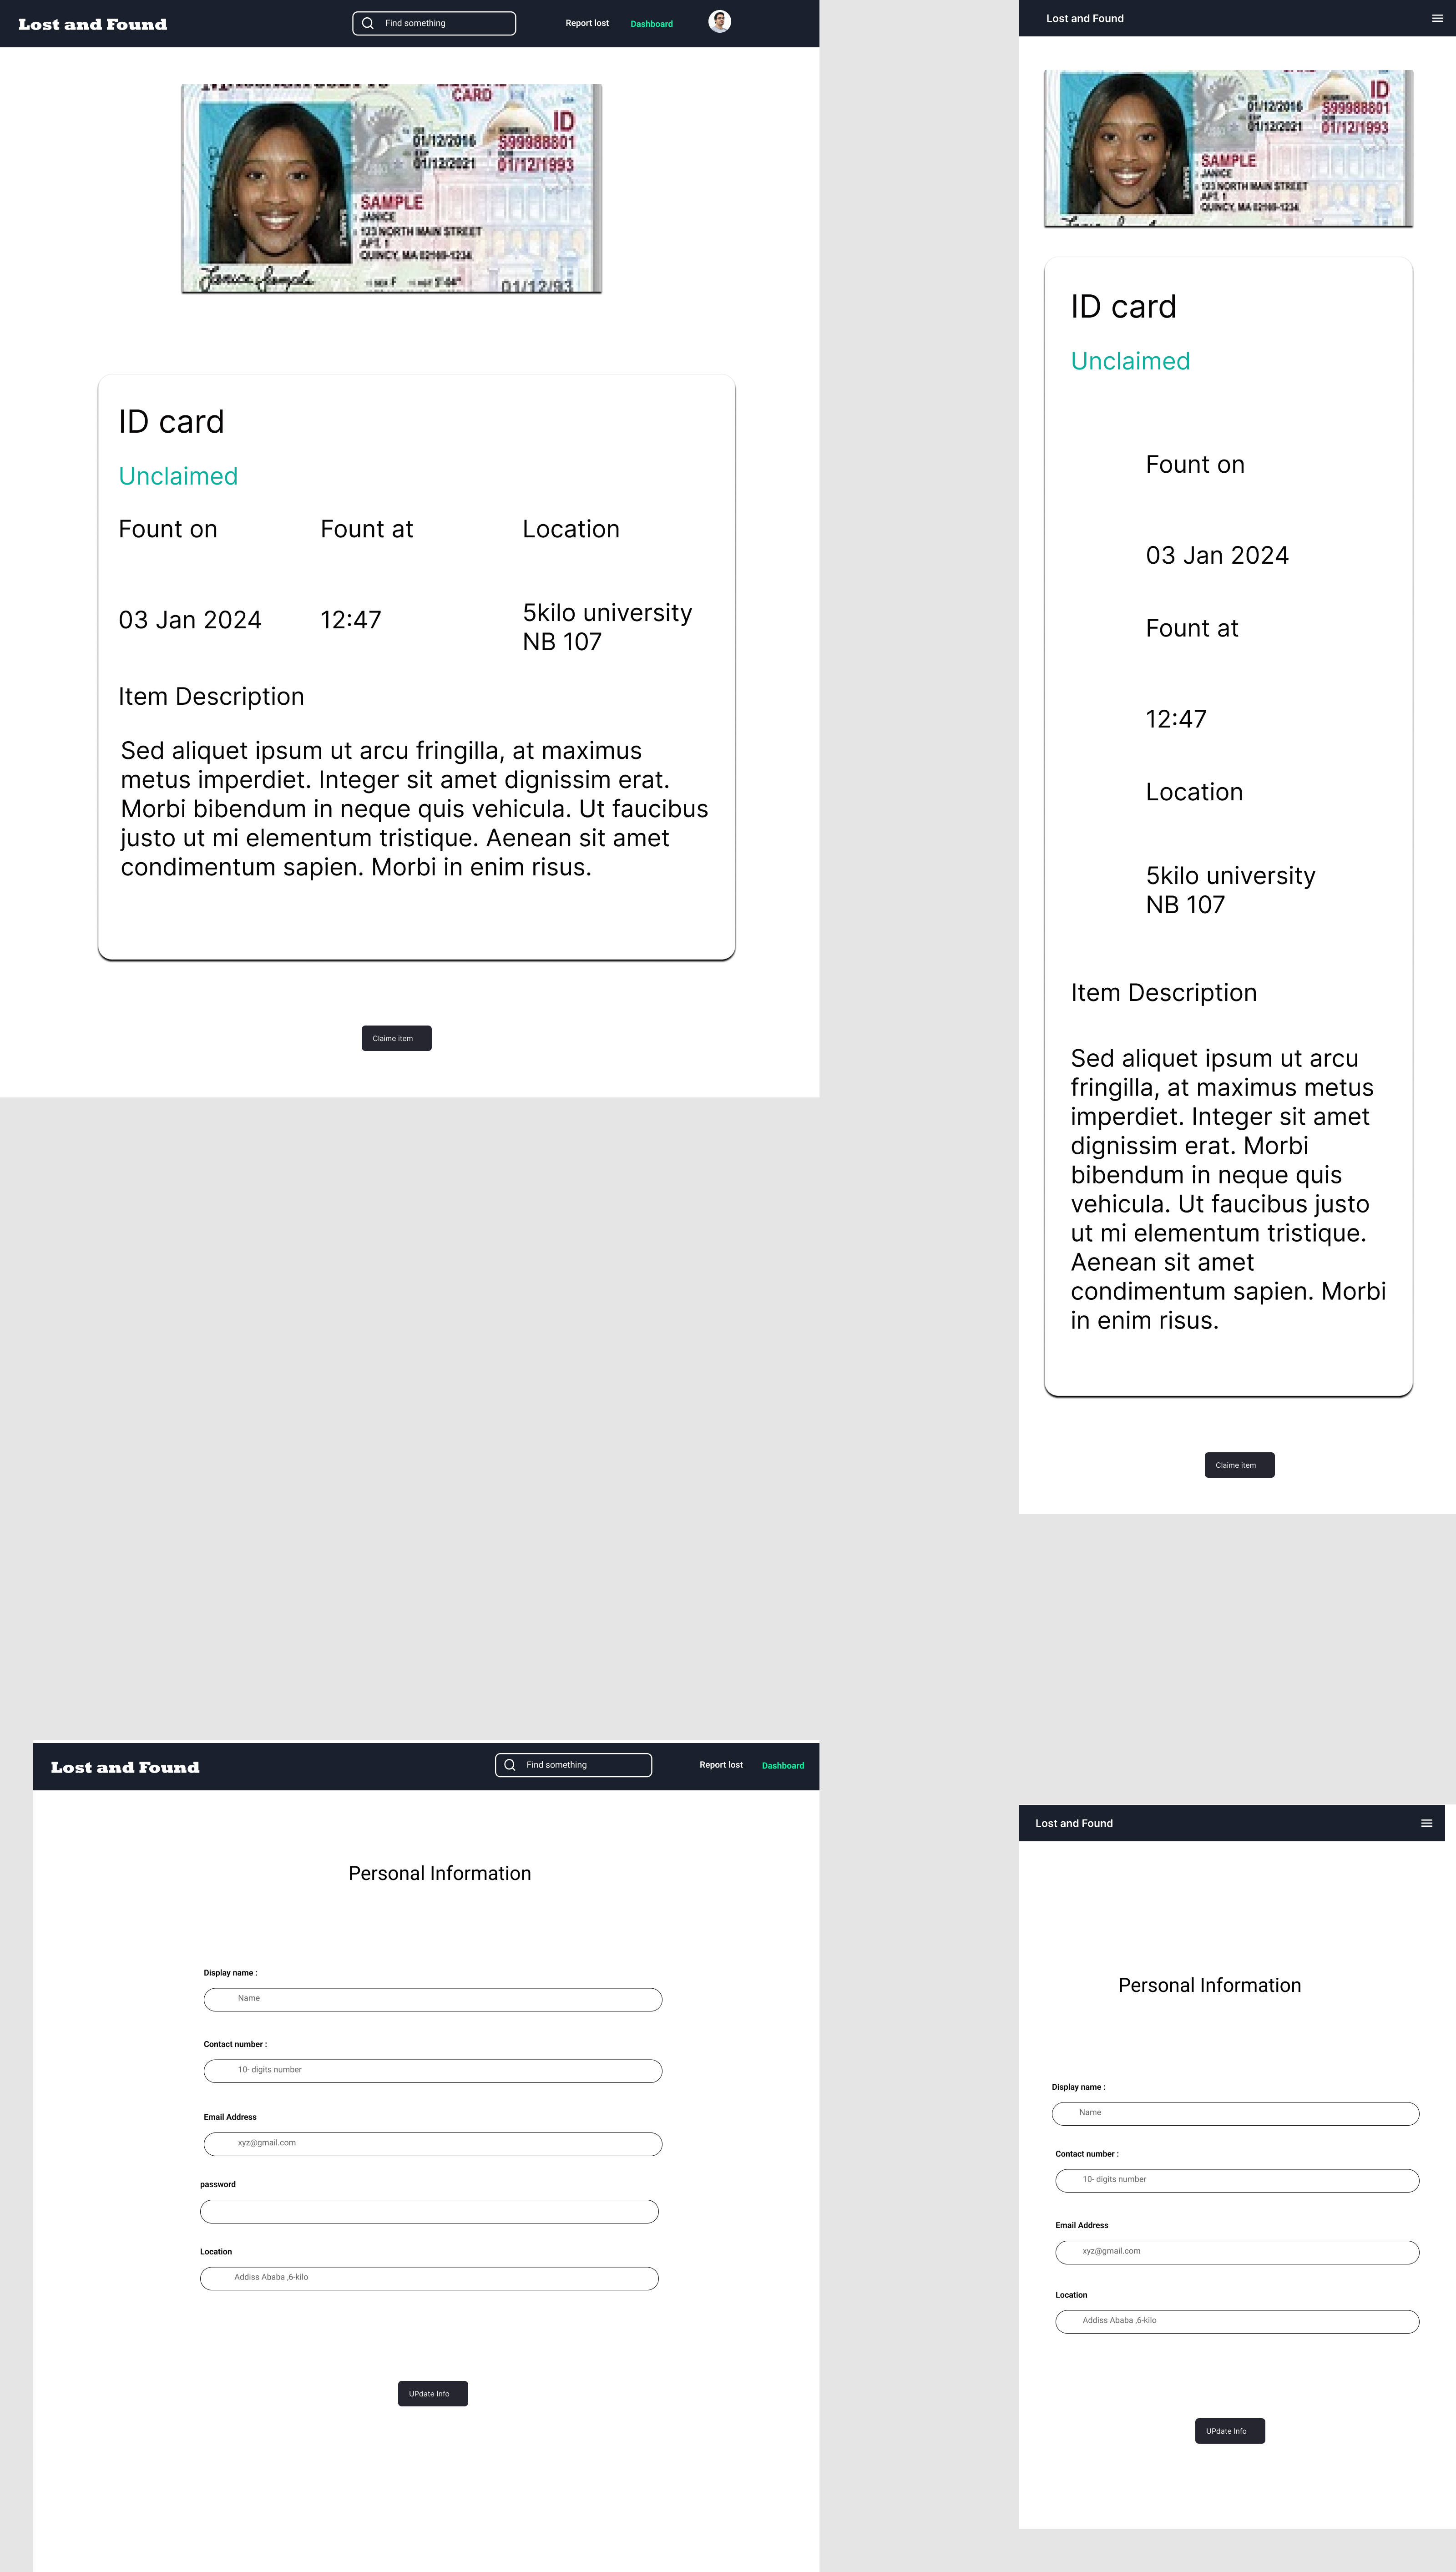 Lost and Found
Find something
Report lost
Dashboard
CARD
USA
ID
01/12/2016
S99988801
01/12/2021
01/12/1993
SAMPLE
JANICE
123 NORTH MAIN STREET
APT. 1
QUINCY, MA 02169-1234
Janice Sample
SEX F
HGT 5'-04"
01/12/93
ID card
Unclaimed
Fount on
Fount at
Location
03 Jan 2024
12:47
5kilo university
NB 107
Item Description
Sed aliquet ipsum ut arcu fringilla, at maximus
metus imperdiet. Integer sit amet dignissim erat.
Morbi bibendum in neque quis vehicula. Ut faucibus
justo ut mi elementum tristique. Aenean sit amet
condimentum sapien. Morbi in enim risus.
Claime item
Lost and Found
ID
01/12/2016
S99988801
01/12/2021
01/12/1993
SAMPLE
JANICE
123 NORTH MAIN STREET
APT. 1
QUINCY, MA 02169-1234
ID card
Unclaimed
Fount on
03 Jan 2024
Fount at
12:47
Location
5kilo university
NB 107
Item Description
Sed aliquet ipsum ut arcu
fringilla, at maximus metus
imperdiet. Integer sit amet
dignissim erat. Morbi
bibendum in neque quis
vehicula. Ut faucibus justo
ut mi elementum tristique.
Aenean sit amet
condimentum sapien. Morbi
in enim risus.
Claime item
Lost and Found
Find something
Report lost
Dashboard
Personal Information
Display name :
Name
Contact number :
10- digits number
Email Address
xyz@gmail.com
password
Location
Addiss Ababa ,6-kilo
UPdate Info
Lost and Found
Personal Information
Display name :
Name
Contact number :
10- digits number
Email Address
xyz@gmail.com
Location
Addiss Ababa ,6-kilo
UPdate Info